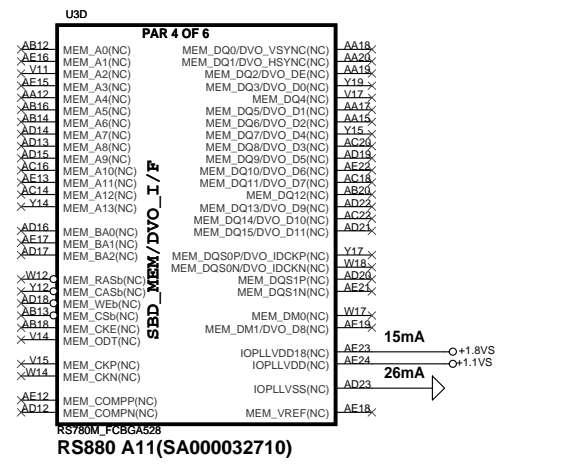 U3D
PAR 4 OF 6
AB12 MEM_A0(NC) MEM_DQ0/DVO_VSYNC(NC) AA18
AE16 MEM_A1(NC) MEM_DQ1/DVO_HSYNC(NC) AA20
V11 MEM_A2(NC) MEM_DQ2/DVO_DE(NC) AA19
AE15 MEM_A3(NC) MEM_DQ3/DVO_D0(NC) Y19
AA12 MEM_A4(NC) MEM_DQ4(NC) V17
AB16 MEM_A5(NC) MEM_DQ5/DVO_D1(NC) AA17
AB14 MEM_A6(NC) MEM_DQ6/DVO_D2(NC) AA15
AD14 MEM_A7(NC) MEM_DQ7/DVO_D4(NC) Y15
AD13 MEM_A8(NC) MEM_DQ8/DVO_D3(NC) AC20
AD15 MEM_A9(NC) MEM_DQ9/DVO_D5(NC) AD19
AC16 MEM_A10(NC) MEM_DQ10/DVO_D6(NC) AE22
AE13 MEM_A11(NC) MEM_DQ11/DVO_D7(NC) AC18
AC14 MEM_A12(NC) MEM_DQ12(NC) AB20
Y14 MEM_A13(NC) MEM_DQ13/DVO_D9(NC) AD22
MEM_DQ14/DVO_D10(NC) AC22
AD16 MEM_BA0(NC) MEM_DQ15/DVO_D11(NC) AD21
AE17 MEM_BA1(NC)
AD17 MEM_BA2(NC) MEM_DQS0P/DVO_IDCKP(NC) Y17
MEM_DQS0N/DVO_IDCKN(NC) W18
W12 MEM_RASb(NC) MEM_DQS1P(NC) AD20
Y12 MEM_CASb(NC) MEM_DQS1N(NC) AE21
AD18 MEM_WEb(NC)
AB13 MEM_CSb(NC) MEM_DM0(NC) W17
AB18 MEM_CKE(NC) MEM_DM1/DVO_D8(NC) AE19
V14 MEM_ODT(NC)
SBD_MEM/DVO_I/F
15mA
IOPLLVDD18(NC) AE23 +1.8VS
V15 MEM_CKP(NC) IOPLLVDD(NC) AE24 +1.1VS
W14 MEM_CKN(NC)
26mA
IOPLLVSS(NC) AD23
AE12 MEM_COMPP(NC)
AD12 MEM_COMPN(NC) MEM_VREF(NC) AE18
RS780M_FCBGA528
RS880 A11(SA000032710)